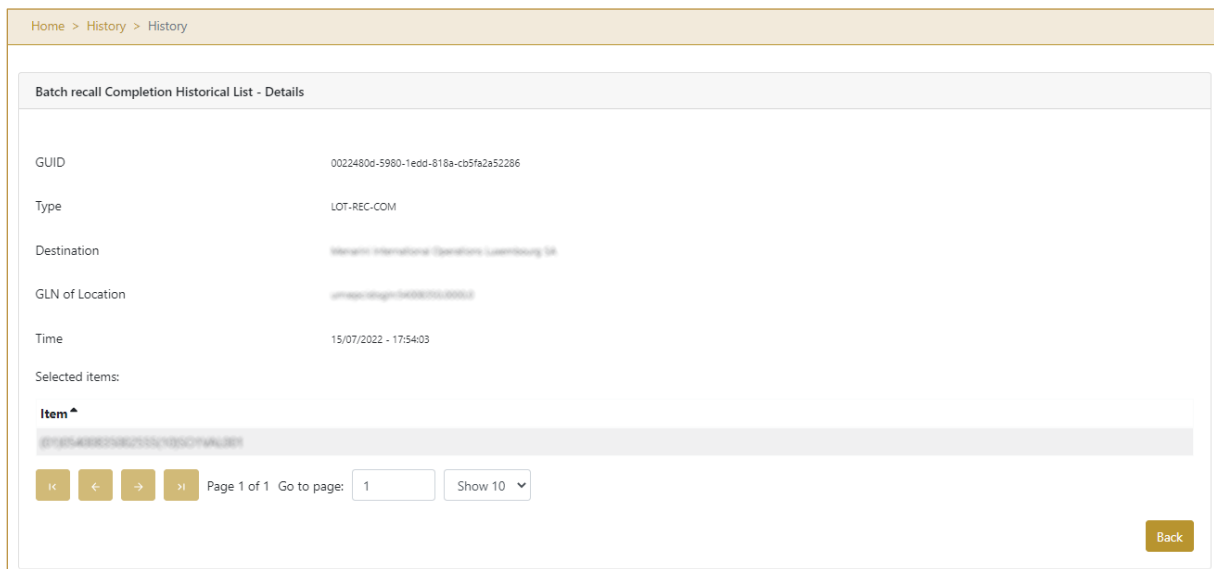 Home > History > History
Batch recall Completion Historical List - Details
GUID 0022480d-5980-1edd-818a-cb5fa2a52286
Type LOT-REC-COM
Destination
GLN of Location
Time 15/07/2022 - 17:54:03
Selected items:
Item
Page 1 of 1 Go to page: 1 Show 10
Back